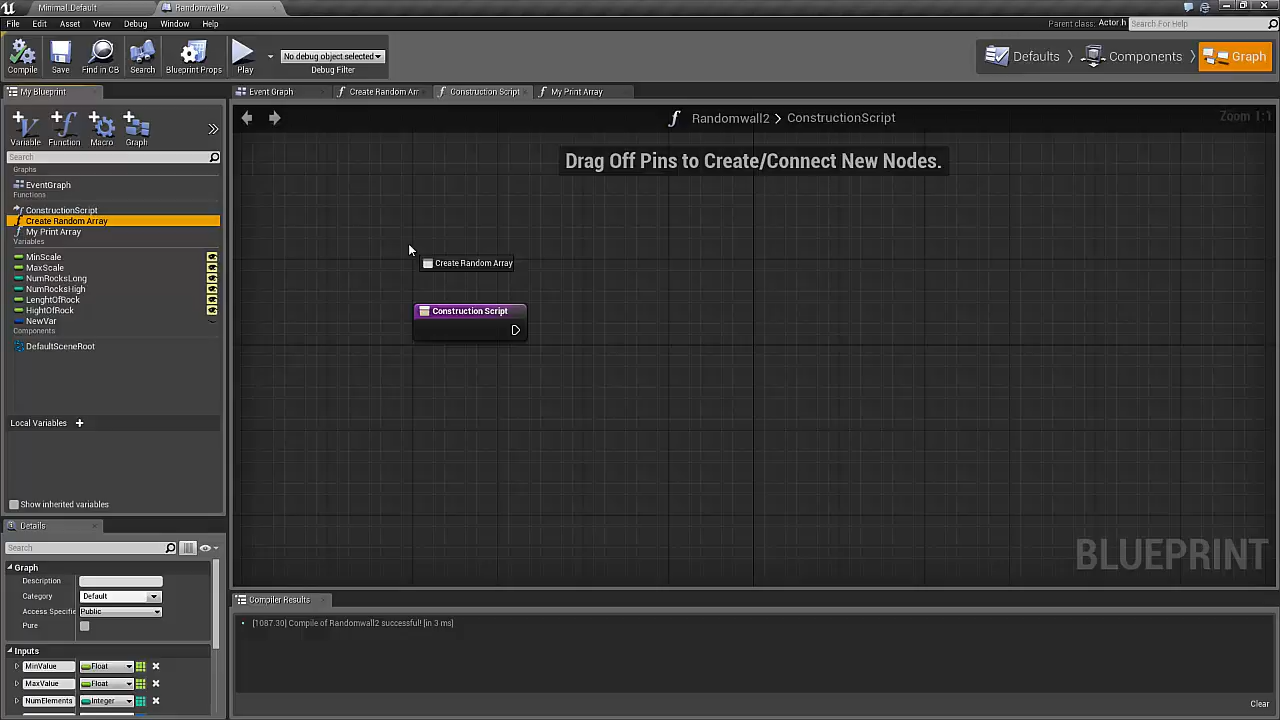 Minimal_Default
Randomwall2*
File Edit Asset View Debug Window Help
Parent class: Actor.h
Search For Help
Compile Save Find in CB Search Blueprint Props Play
No debug object selected
Debug Filter
Defaults Components Graph
My Blueprint
Event Graph Create Random Arr Construction Script My Print Array
Variable Function Macro Graph
Randomwall2 > ConstructionScript
Zoom 1:1
Search
Drag Off Pins to Create/Connect New Nodes.
Graphs
EventGraph
Functions
ConstructionScript
Create Random Array
My Print Array
Variables
MinScale
MaxScale
NumRocksLong
NumRocksHigh
LenghtOfRock
HightOfRock
NewVar
Components
DefaultSceneRoot
Create Random Array
Construction Script
Local Variables +
Show inherited variables
BLUEPRINT
Details
Search
Graph
Description
Category Default
Access Specifie Public
Pure
Inputs
MinValue Float
MaxValue Float
NumElements Integer
Compiler Results
[1087.30] Compile of Randomwall2 successful! [in 3 ms]
Clear